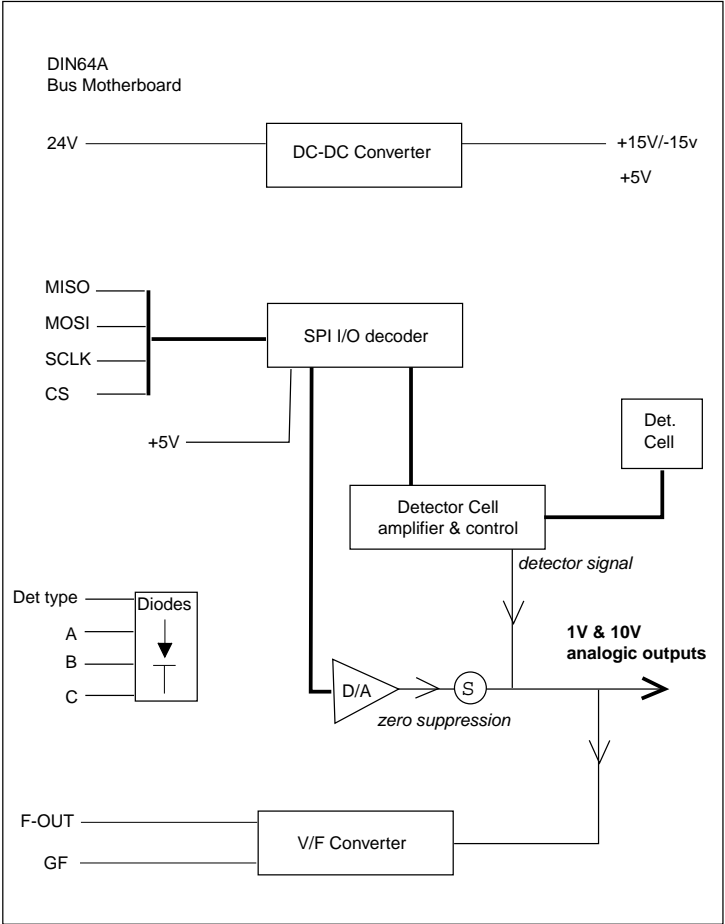 DIN64A
Bus Motherboard
24V
DC-DC Converter
+15V/-15v
+5V
MISO
MOSI
SCLK
CS
SPI I/O decoder
+5V
Det.
Cell
Detector Cell
amplifier & control
detector signal
Det type
A
B
C
Diodes
1V & 10V
analogic outputs
D/A
S
zero suppression
F-OUT
GF
V/F Converter